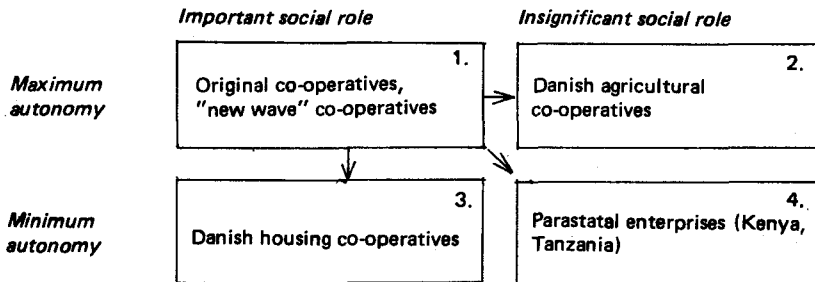 Important social role
Insignificant social role
Maximum
autonomy
1.
Original co-operatives,
"new wave" co-operatives
2.
Danish agricultural
co-operatives
Minimum
autonomy
3.
Danish housing co-operatives
4.
Parastatal enterprises (Kenya,
Tanzania)